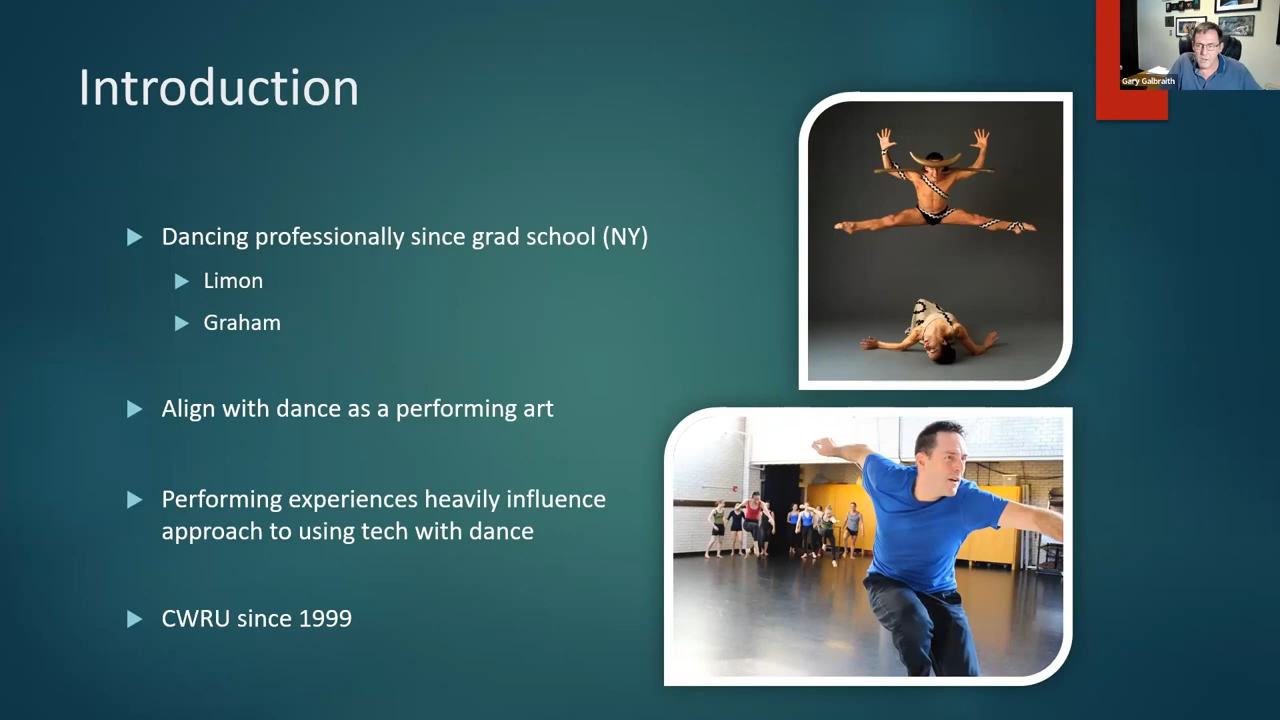 Introduction
Gary Galbraith
Dancing professionally since grad school (NY)
Limon
Graham
Align with dance as a performing art
Performing experiences heavily influence
approach to using tech with dance
CWRU since 1999